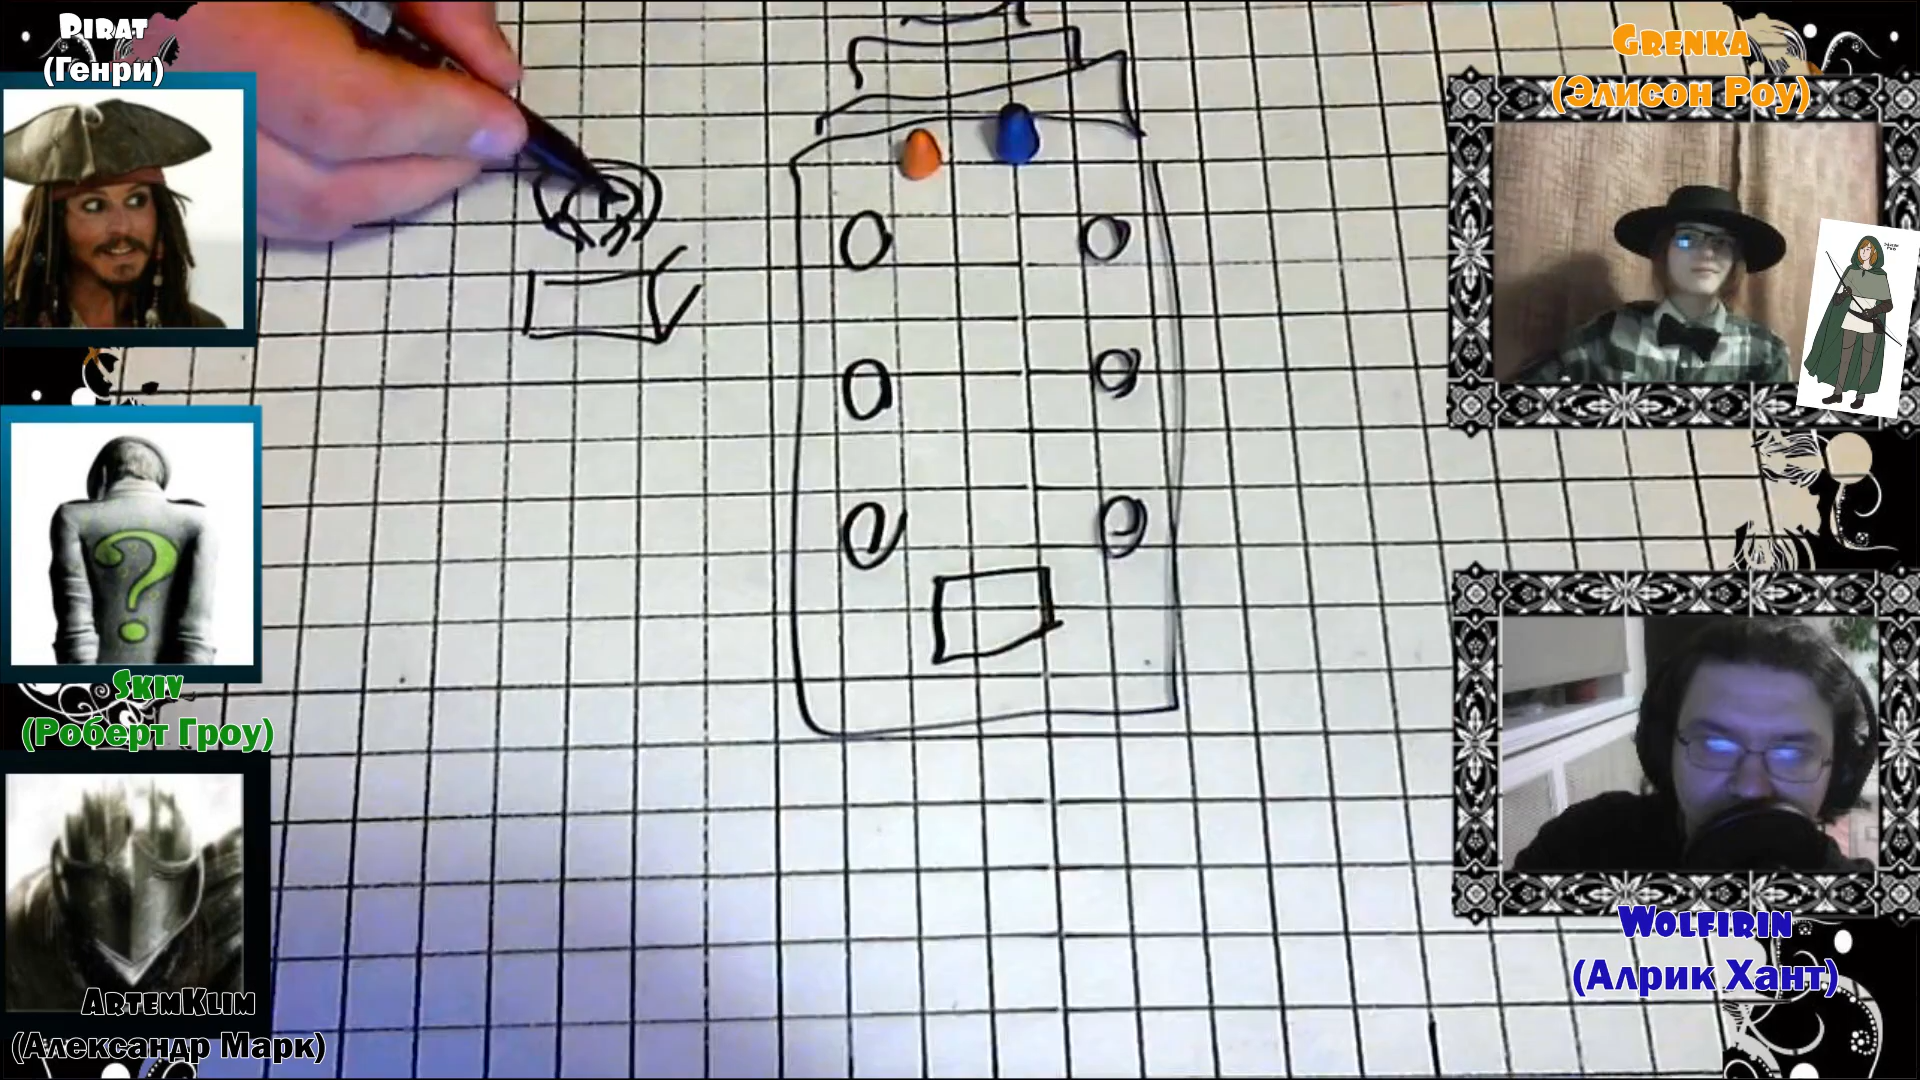 Pirat
(Генри)
Skiv
(Роберт Гроу)
ArtemKlim
(Александр Марк)
Grenka
(Элисон Роу)
Wolfirin
(Алрик Хант)